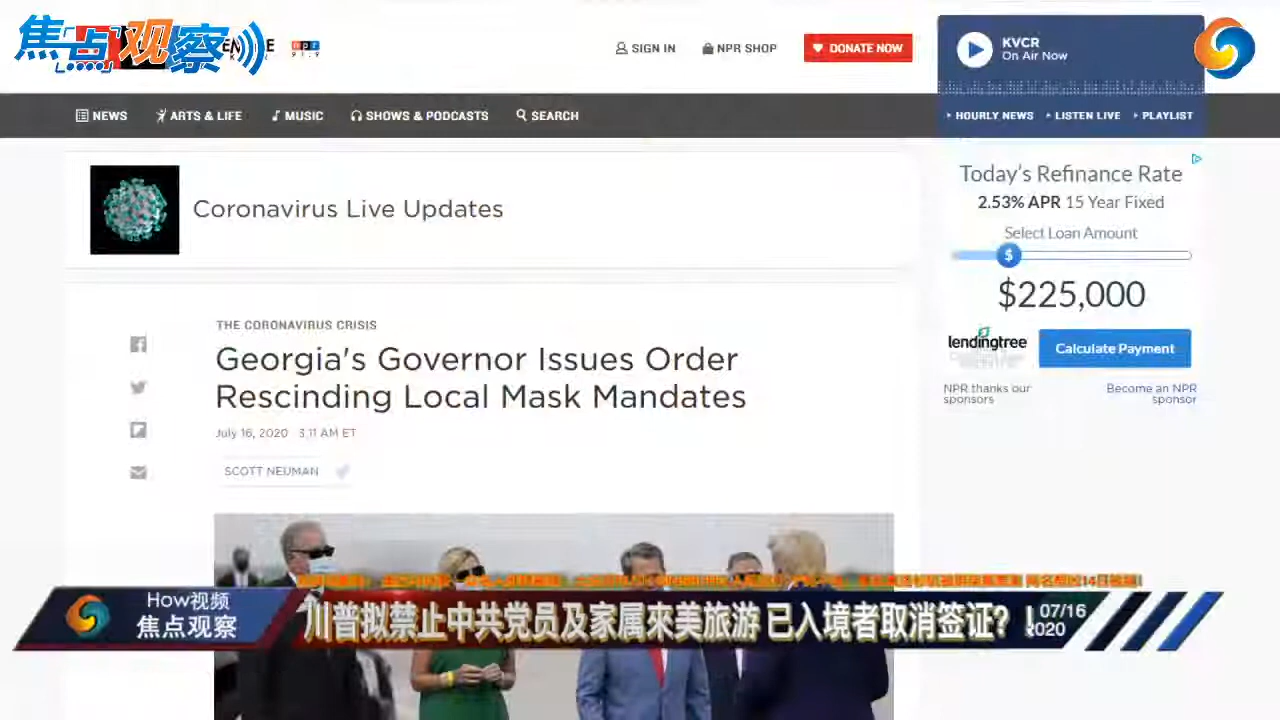 焦点观察
npr
91.9
SIGN IN
NPR SHOP
DONATE NOW
KVCR
On Air Now
NEWS
ARTS & LIFE
MUSIC
SHOWS & PODCASTS
SEARCH
HOURLY NEWS
LISTEN LIVE
PLAYLIST
Coronavirus Live Updates
Today's Refinance Rate
2.53% APR 15 Year Fixed
Select Loan Amount
$
$225,000
lendingtree
Calculate Payment
NPR thanks our
sponsors
Become an NPR
sponsor
THE CORONAVIRUS CRISIS
Georgia's Governor Issues Order
Rescinding Local Mask Mandates
July 16, 2020 3:11 AM ET
SCOTT NEUMAN
How视频
焦点观察
川普拟禁止中共党员及家属來美旅游 已入境者取消签证？！
07/16
2020